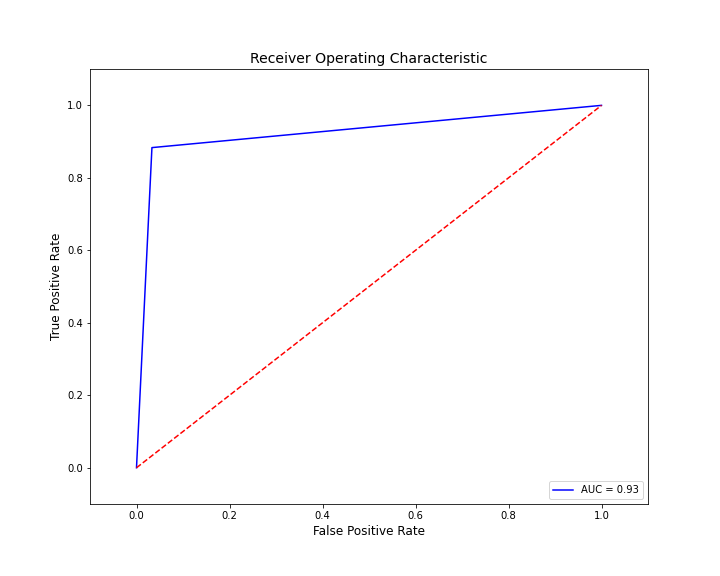 Receiver Operating Characteristic
True Positive Rate
1.0
0.8
0.6
0.4
0.2
0.0
AUC = 0.93
0.0 0.2 0.4 0.6 0.8 1.0
False Positive Rate